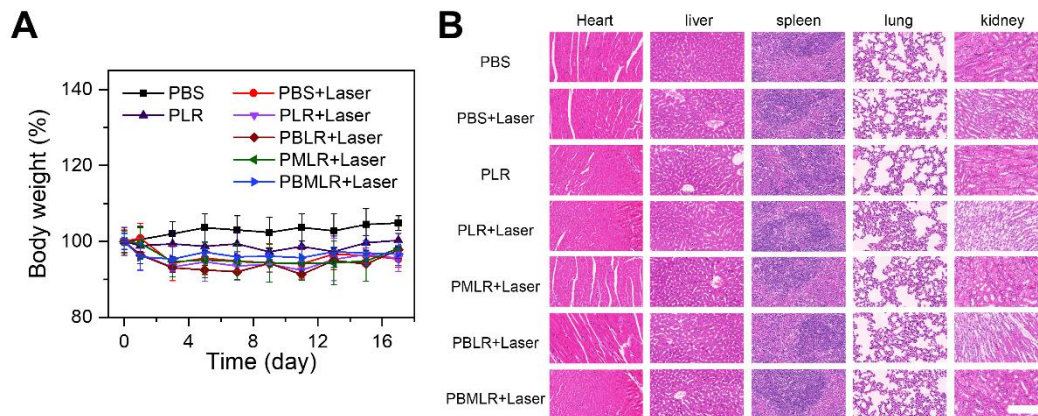 A
Body weight (%)
140
120
100
80
0
4
8
12
16
Time (day)
PBS
PLR
PBS+Laser
PLR+Laser
PBLR+Laser
PMLR+Laser
PBMLR+Laser
B
Heart liver spleen lung kidney
PBS
PBS+Laser
PLR
PLR+Laser
PMLR+Laser
PBLR+Laser
PBMLR+Laser